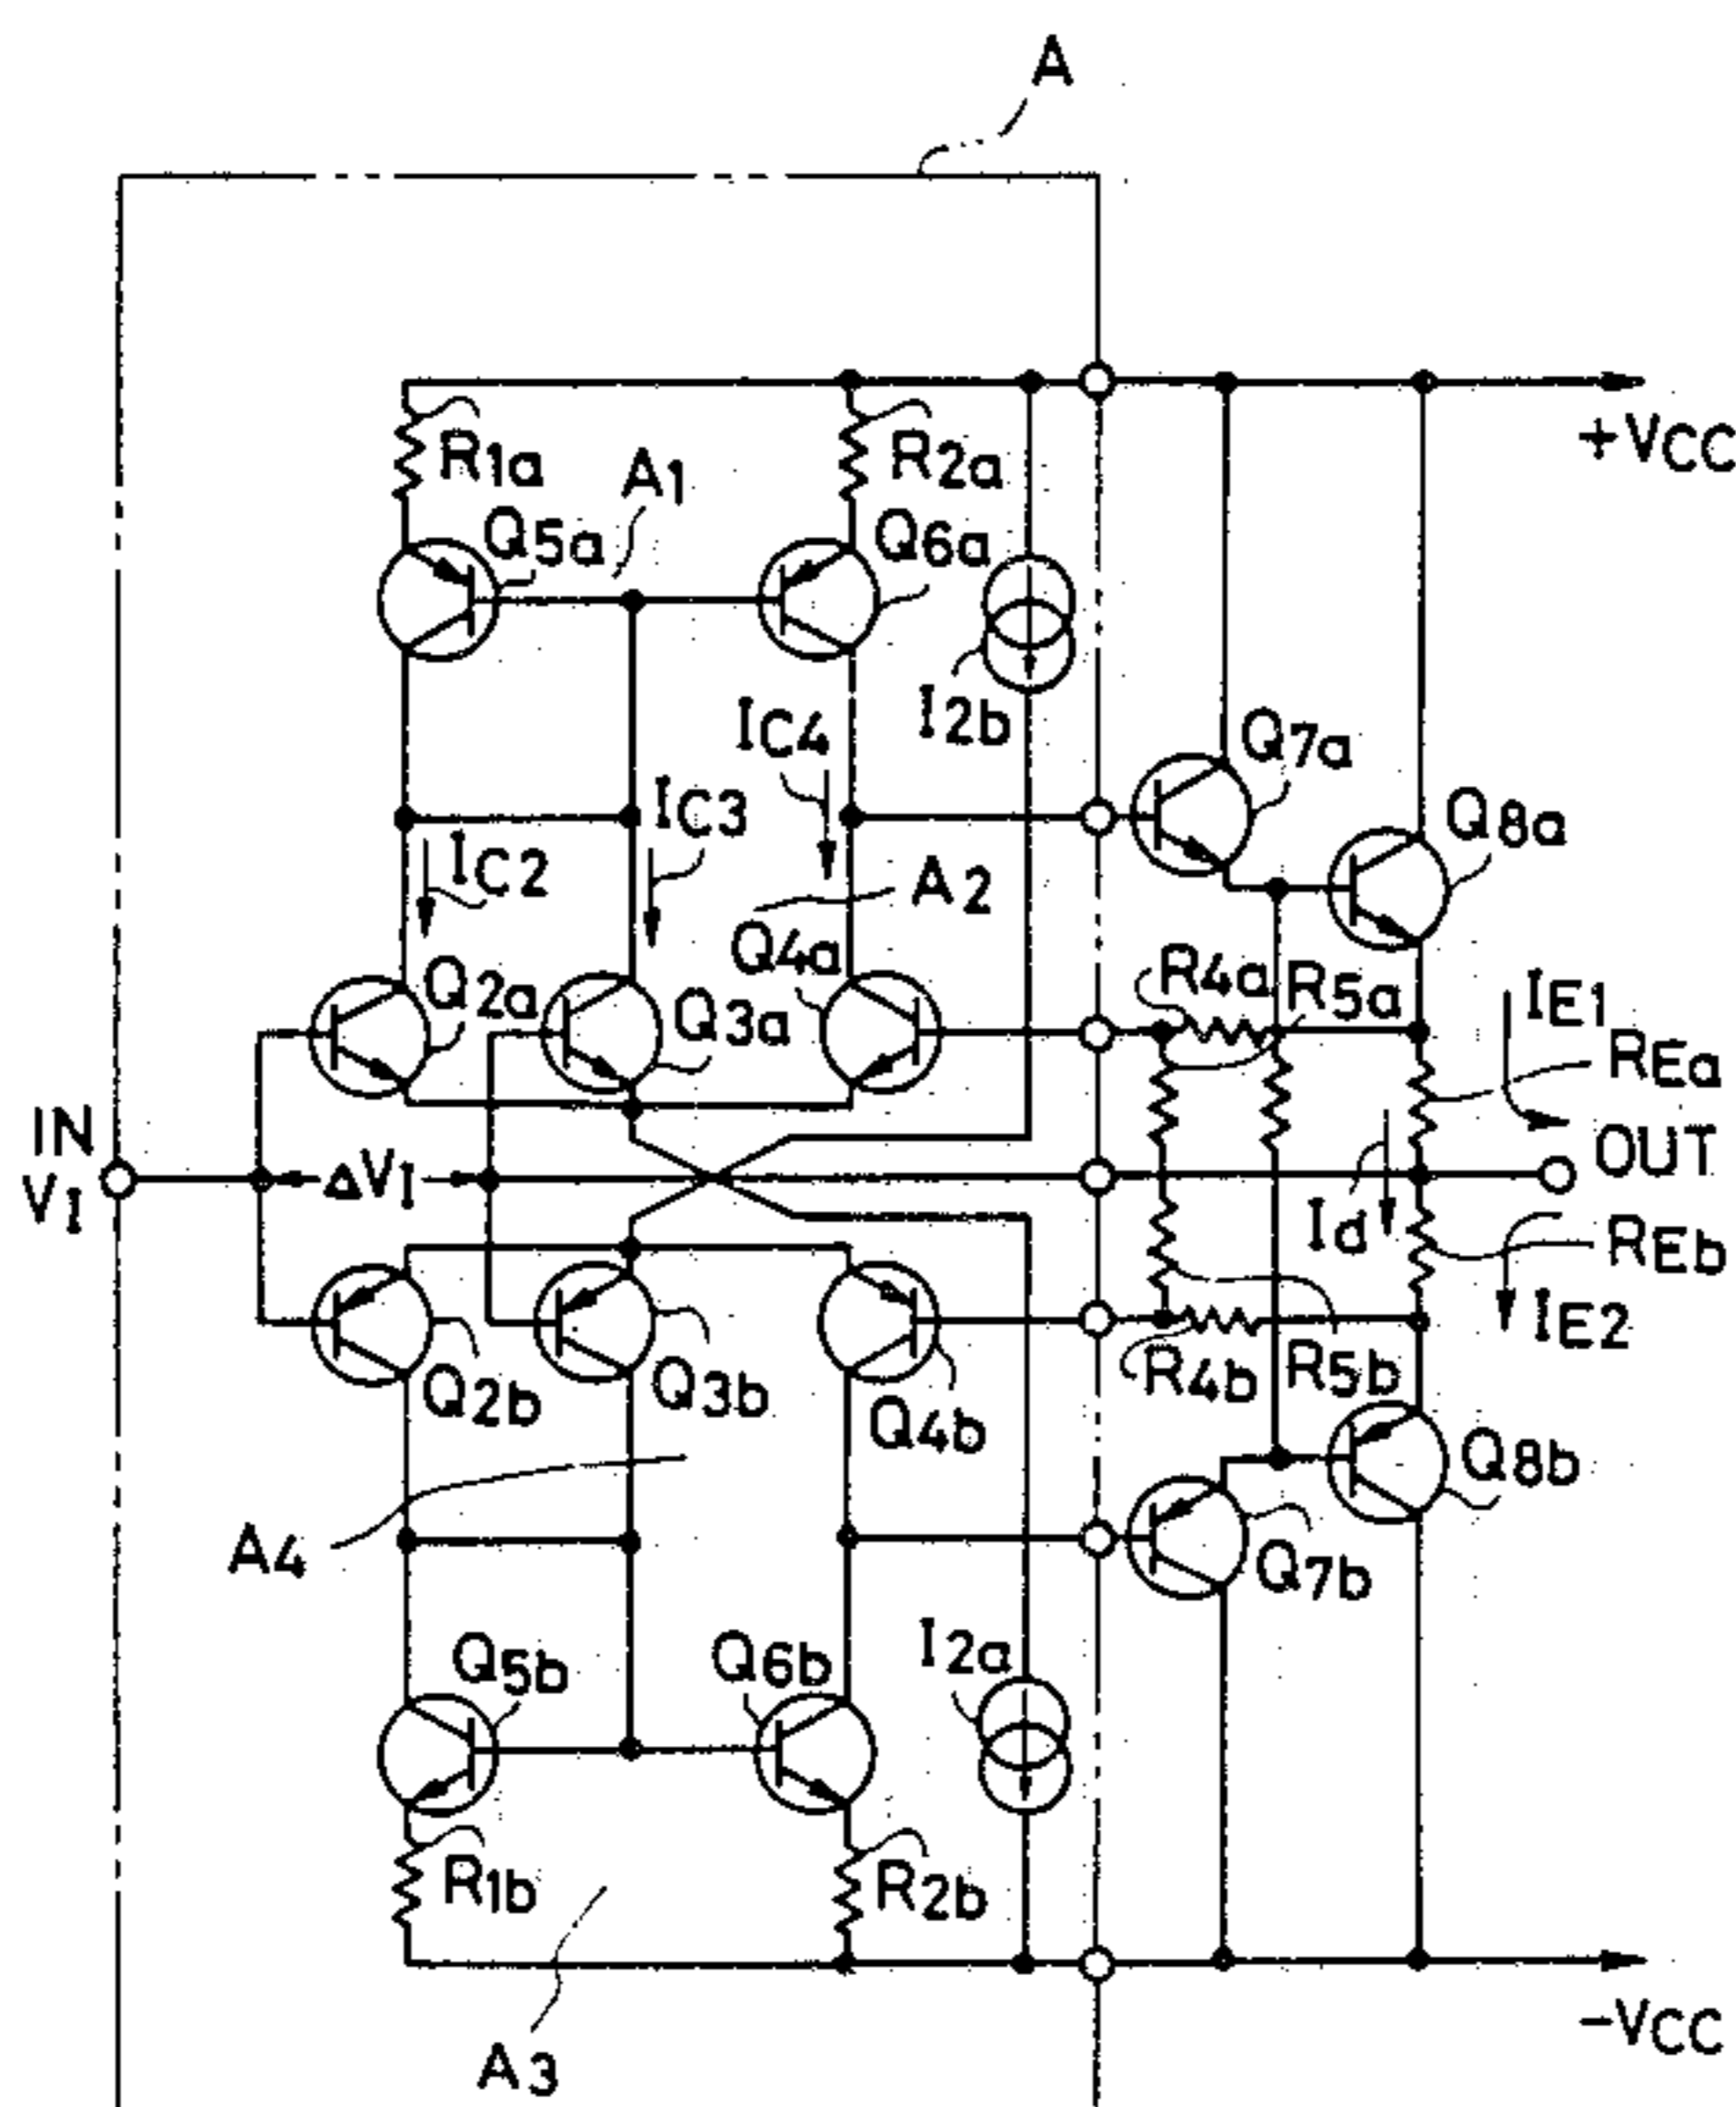 A
+VCC
R1a
A1
R2a
Q5a
Q6a
I2b
IC4
Q7a
IC3
Q8a
IC2
A2
Q4a
Q2a
Q3a
R4a
R5a
IE1
REa
IN
VI
ΔVI
OUT
Id
REb
IE2
R4b
R5b
Q2b
Q3b
Q4b
Q8b
A4
Q7b
Q5b
Q6b
I2a
R1b
R2b
-VCC
A3